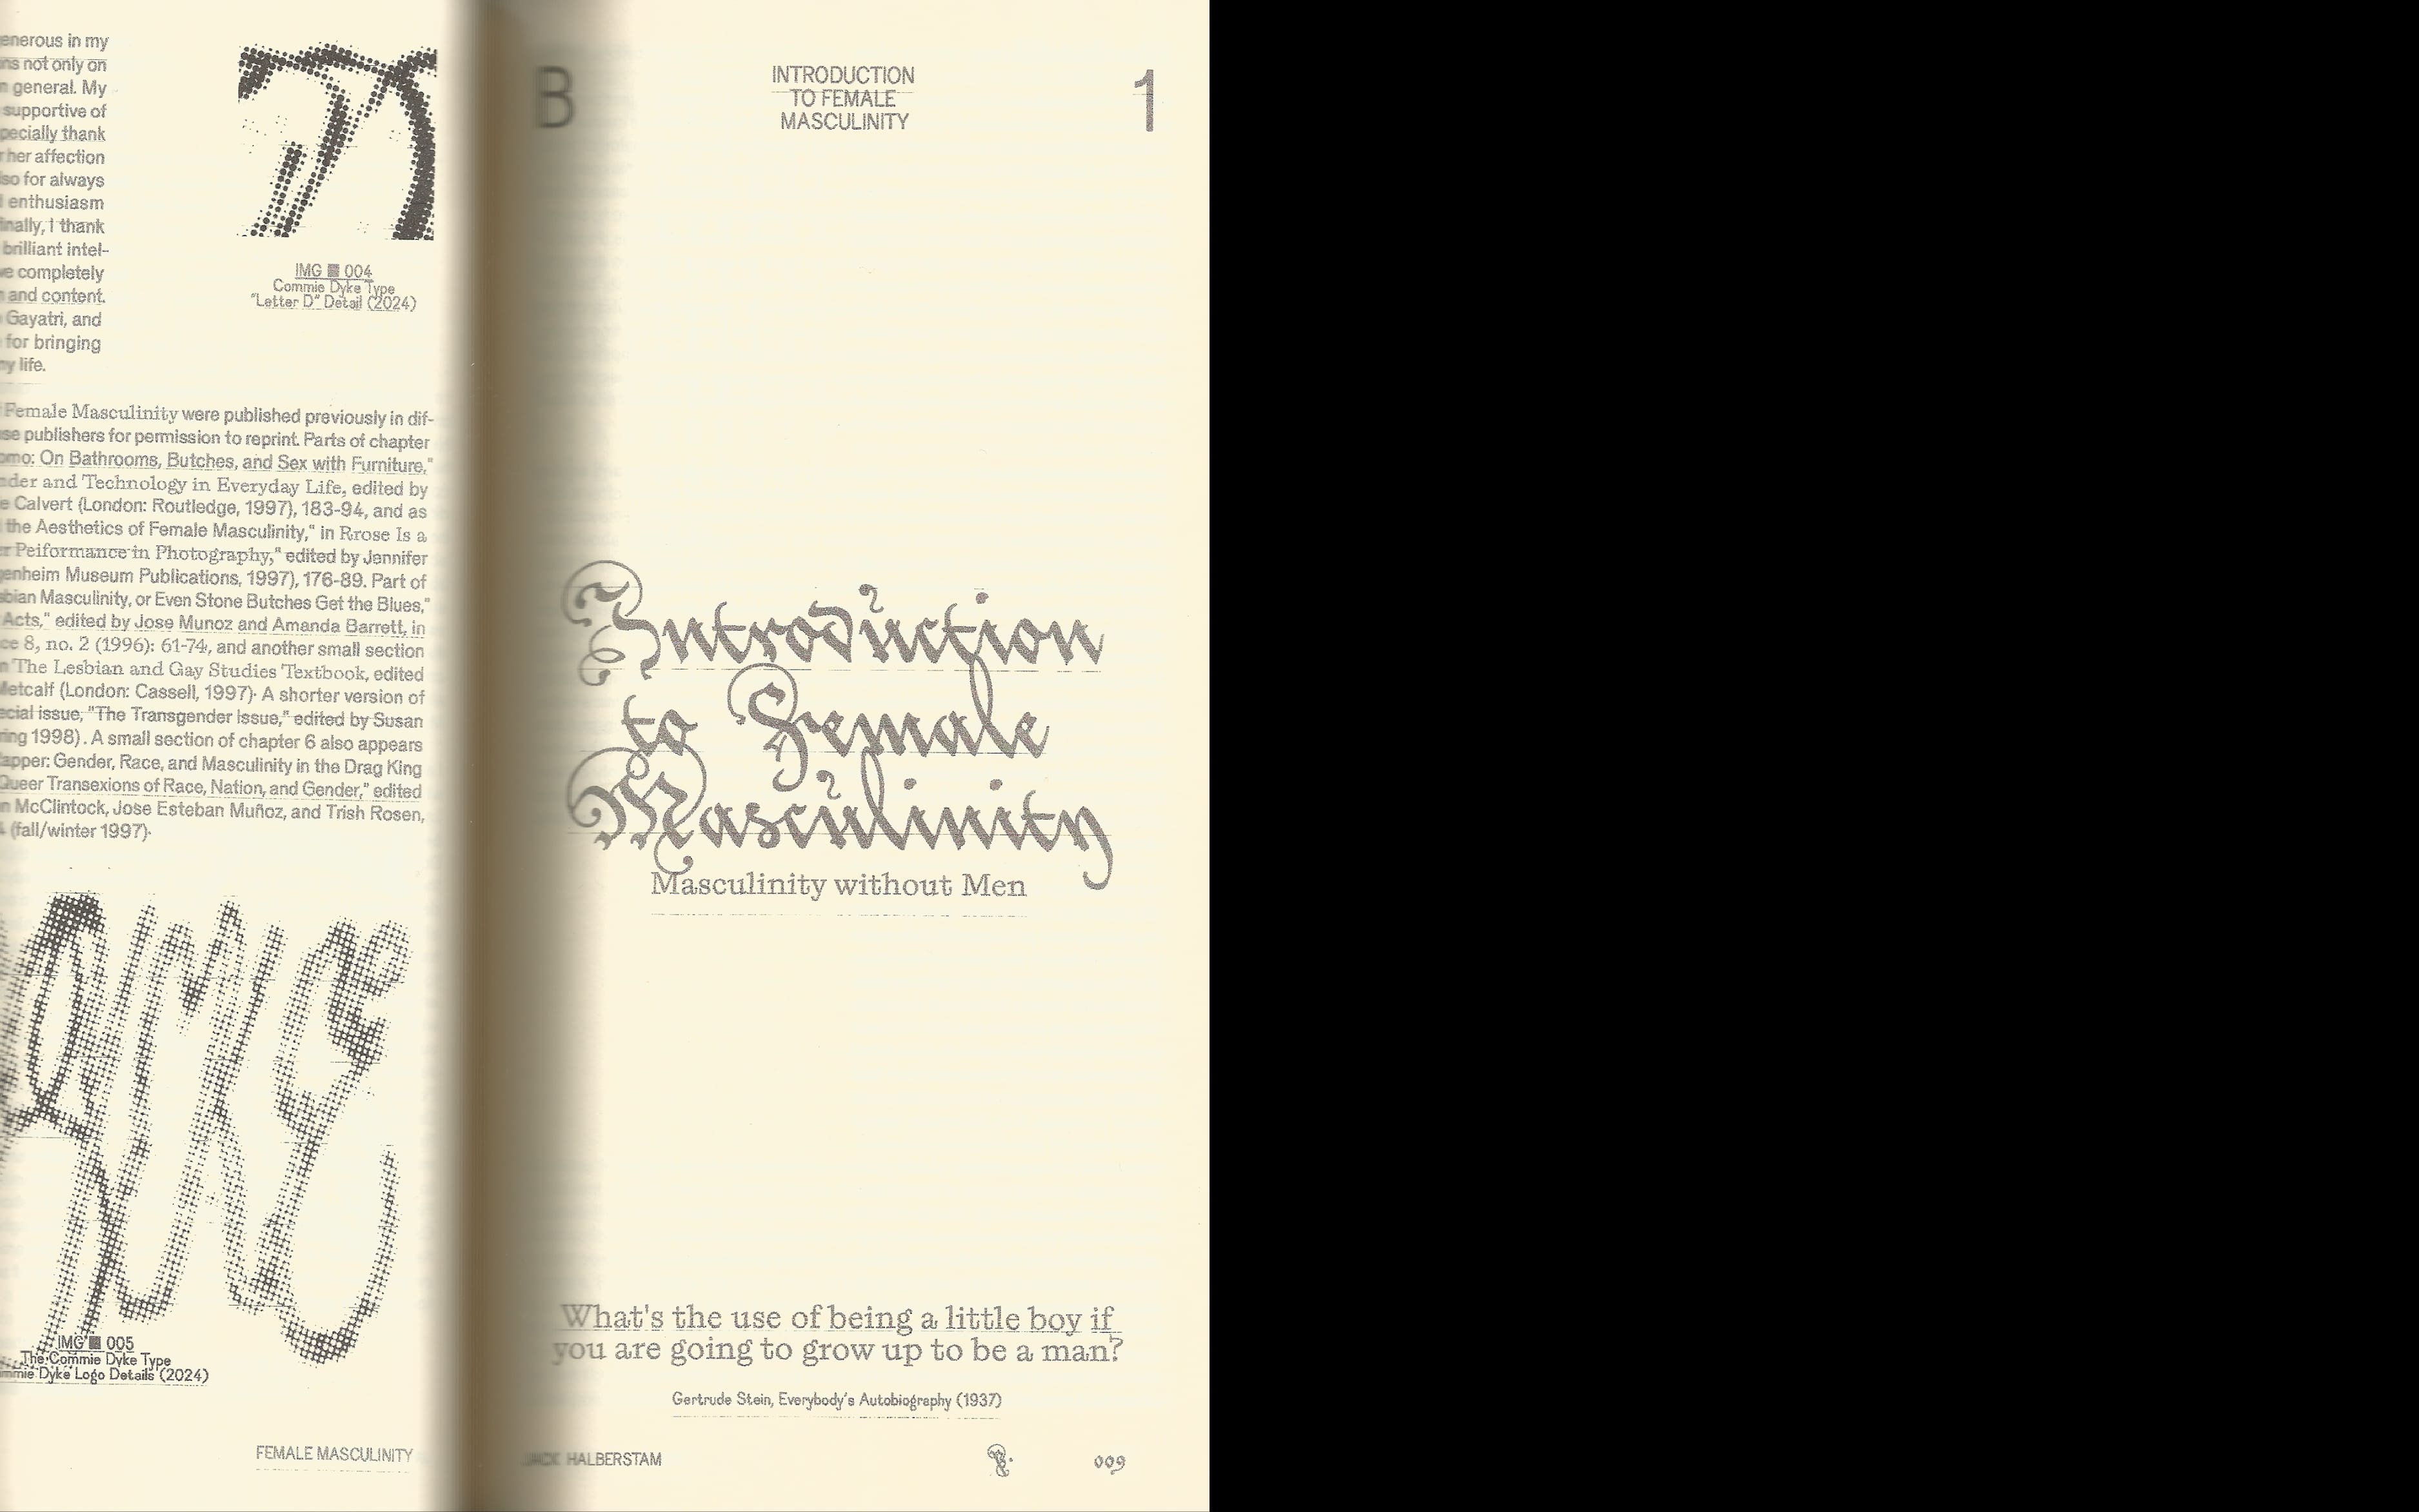 enerous in my
ns not only on
n general. My
supportive of
pecially thank
her affection
so for always
enthusiasm
inally, I thank
brilliant intel-
ve completely
and content.
Gayatri, and
for bringing
my life.
IMG ■ 004
Commie Dyke Type
"Letter D" Detail (2024)
Female Masculinity were published previously in dif-
se publishers for permission to reprint. Parts of chapter
omo: On Bathrooms, Butches, and Sex with Furniture,"
nder and Technology in Everyday Life, edited by
e Calvert (London: Routledge, 1997), 183-94, and as
the Aesthetics of Female Masculinity," in Rrose Is a
er Peiformance in Photography," edited by Jennifer
genheim Museum Publications, 1997), 176-89. Part of
sbian Masculinity, or Even Stone Butches Get the Blues,"
Acts," edited by Jose Munoz and Amanda Barrett, in
ce 8, no. 2 (1996): 61-74, and another small section
n The Lesbian and Gay Studies Textbook, edited
Metcalf (London: Cassell, 1997)· A shorter version of
ecial issue, "The Transgender Issue," edited by Susan
ring 1998). A small section of chapter 6 also appears
apper: Gender, Race, and Masculinity in the Drag King
Queer Transexions of Race, Nation, and Gender," edited
n McClintock, Jose Esteban Muñoz, and Trish Rosen,
(fall/winter 1997)·
IMG ■ 005
The Commie Dyke Type
mmie Dyke Logo Details (2024)
FEMALE MASCULINITY
B
INTRODUCTION
TO FEMALE
MASCULINITY
1
Introduction
to Female
Masculinity
Masculinity without Men
What's the use of being a little boy if
you are going to grow up to be a man?
Gertrude Stein, Everybody's Autobiography (1937)
JACK HALBERSTAM
009